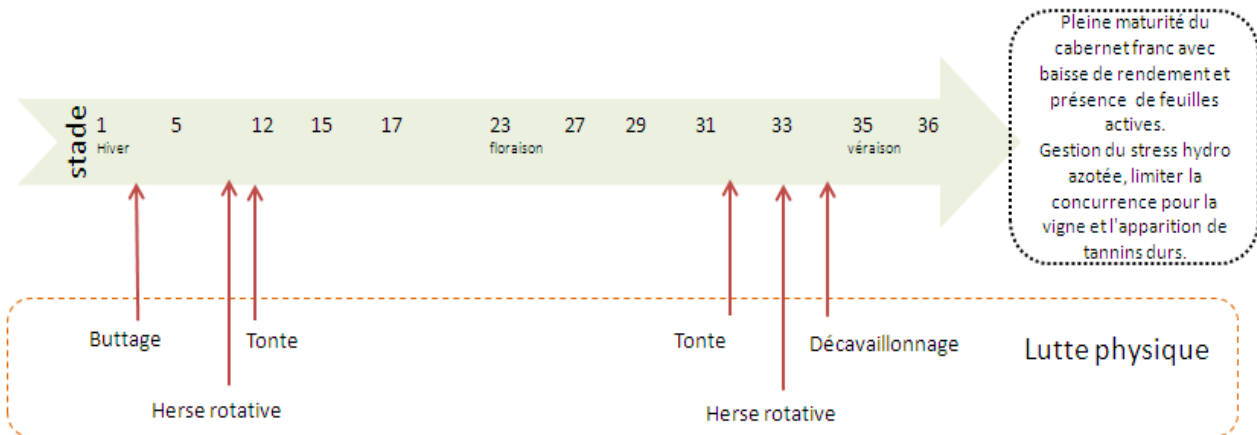 stade
1 5 12 15 17 23 27 29 31 33 35 36
Hiver floraison véraison
Pleine maturité du
cabernet franc avec
baisse de rendement et
présence de feuilles
actives.
Gestion du stress hydro
azotée, limiter la
concurrence pour la
vigne et l'apparition de
tannins durs.
Buttage Tonte Tonte Décavaillonnage
Lutte physique
Herse rotative Herse rotative